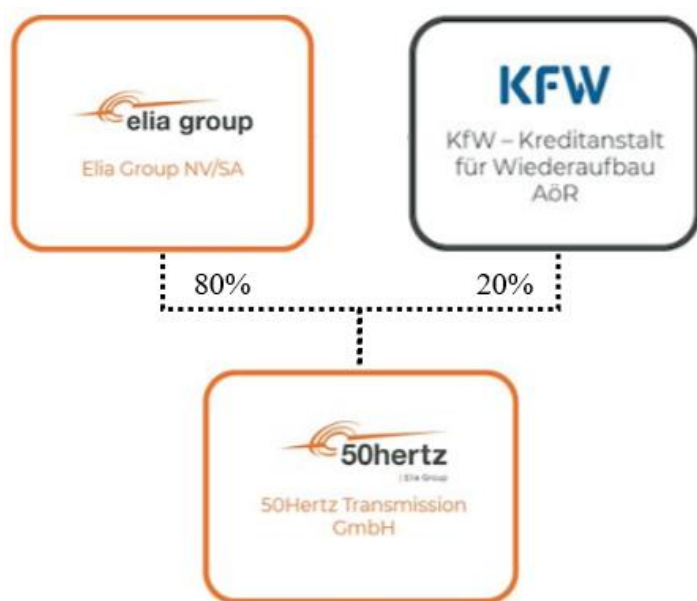 elia group
Elia Group NV/SA
KFW
KfW – Kreditanstalt
für Wiederaufbau
AöR
80%
20%
50hertz
| Elia Group
50Hertz Transmission
GmbH